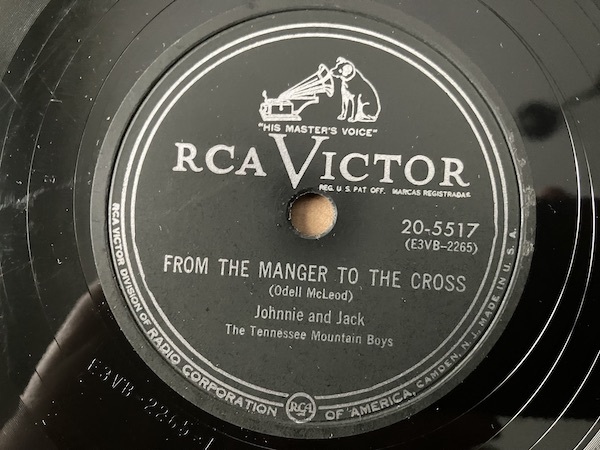 "HIS MASTER'S VOICE"
RCA VICTOR
REG. U.S. PAT. OFF. MARCAS REGISTRADAS
20-5517
(E3VB-2265)
FROM THE MANGER TO THE CROSS
(Odell McLeod)
Johnnie and Jack
The Tennessee Mountain Boys
RCA VICTOR DIVISION OF RADIO CORPORATION OF AMERICA, CAMDEN, N.J. MADE IN U.S.A.
RCA